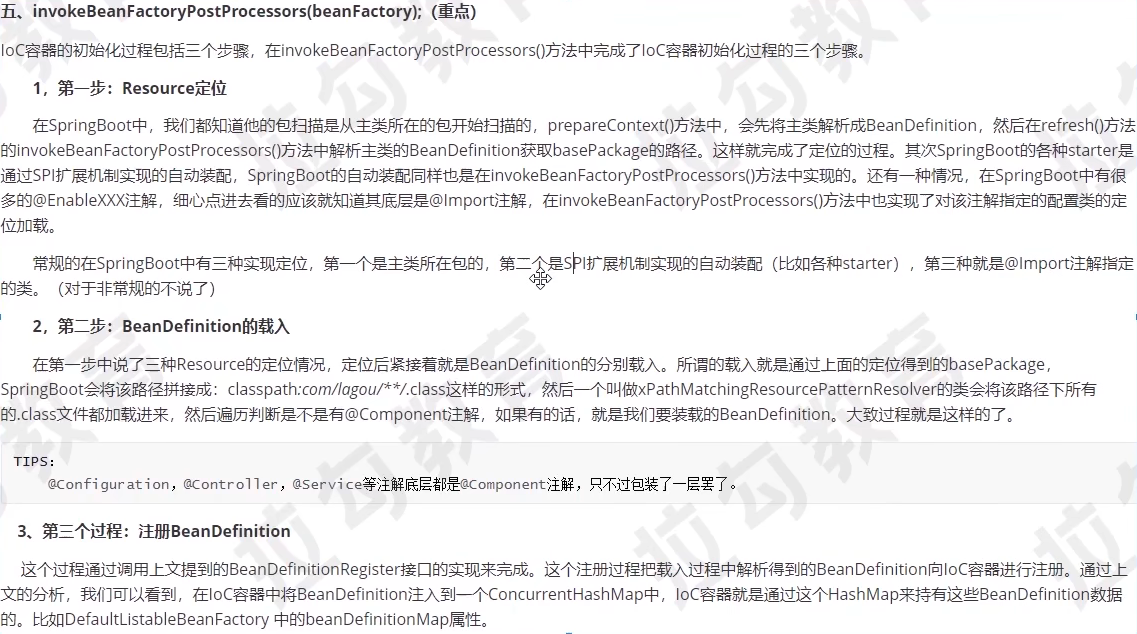 五、invokeBeanFactoryPostProcessors(beanFactory);（重点）
IoC容器的初始化过程包括三个步骤，在invokeBeanFactoryPostProcessors()方法中完成了IoC容器初始化过程的三个步骤。
1，第一步：Resource定位
在SpringBoot中，我们都知道他的包扫描是从主类所在的包开始扫描的，prepareContext()方法中，会先将主类解析成BeanDefinition，然后在refresh()方法
的invokeBeanFactoryPostProcessors()方法中解析主类的BeanDefinition获取basePackage的路径。这样就完成了定位的过程。其次SpringBoot的各种starter是
通过SPI扩展机制实现的自动装配，SpringBoot的自动装配同样也是在invokeBeanFactoryPostProcessors()方法中实现的。还有一种情况，在SpringBoot中有很
多的@EnableXXX注解，细心点进去看的应该就知道其底层是@Import注解，在invokeBeanFactoryPostProcessors()方法中也实现了对该注解指定的配置类的定
位加载。
常规的在SpringBoot中有三种实现定位，第一个是主类所在包的，第二个是SPI扩展机制实现的自动装配（比如各种starter），第三种就是@Import注解指定
的类。（对于非常规的不说了）
2，第二步：BeanDefinition的载入
在第一步中说了三种Resource的定位情况，定位后紧接着就是BeanDefinition的分别载入。所谓的载入就是通过上面的定位得到的basePackage，
SpringBoot会将该路径拼接成：classpath:com/lagou/**/.class这样的形式，然后一个叫做xPathMatchingResourcePatternResolver的类会将该路径下所有
的.class文件都加载进来，然后遍历判断是不是有@Component注解，如果有的话，就是我们要装载的BeanDefinition。大致过程就是这样的了。
TIPS：
@Configuration，@Controller，@Service等注解底层都是@Component注解，只不过包装了一层罢了。
3、第三个过程：注册BeanDefinition
这个过程通过调用上文提到的BeanDefinitionRegister接口的实现来完成。这个注册过程把载入过程中解析得到的BeanDefinition向IoC容器进行注册。通过上
文的分析，我们可以看到，在IoC容器中将BeanDefinition注入到一个ConcurrentHashMap中，IoC容器就是通过这个HashMap来持有这些BeanDefinition数据
的。比如DefaultListableBeanFactory 中的beanDefinitionMap属性。
拉勾教育